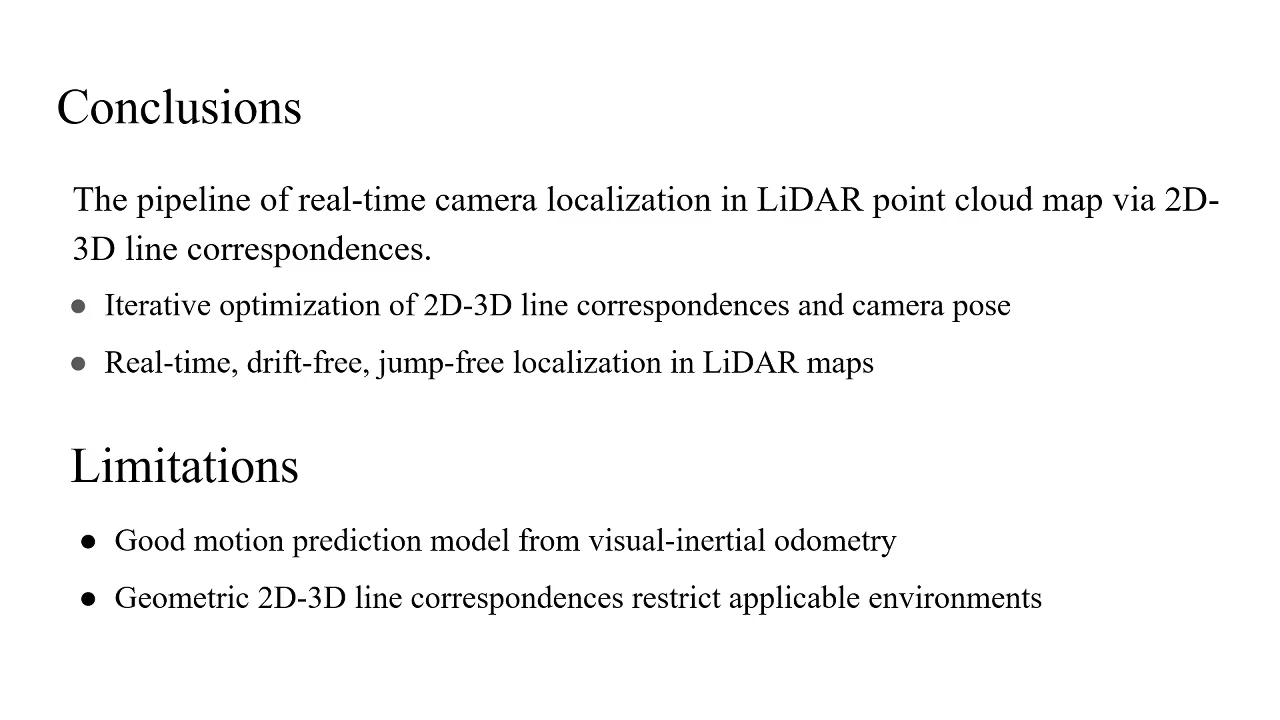 Conclusions
The pipeline of real-time camera localization in LiDAR point cloud map via 2D-
3D line correspondences.
● Iterative optimization of 2D-3D line correspondences and camera pose
● Real-time, drift-free, jump-free localization in LiDAR maps
Limitations
● Good motion prediction model from visual-inertial odometry
● Geometric 2D-3D line correspondences restrict applicable environments